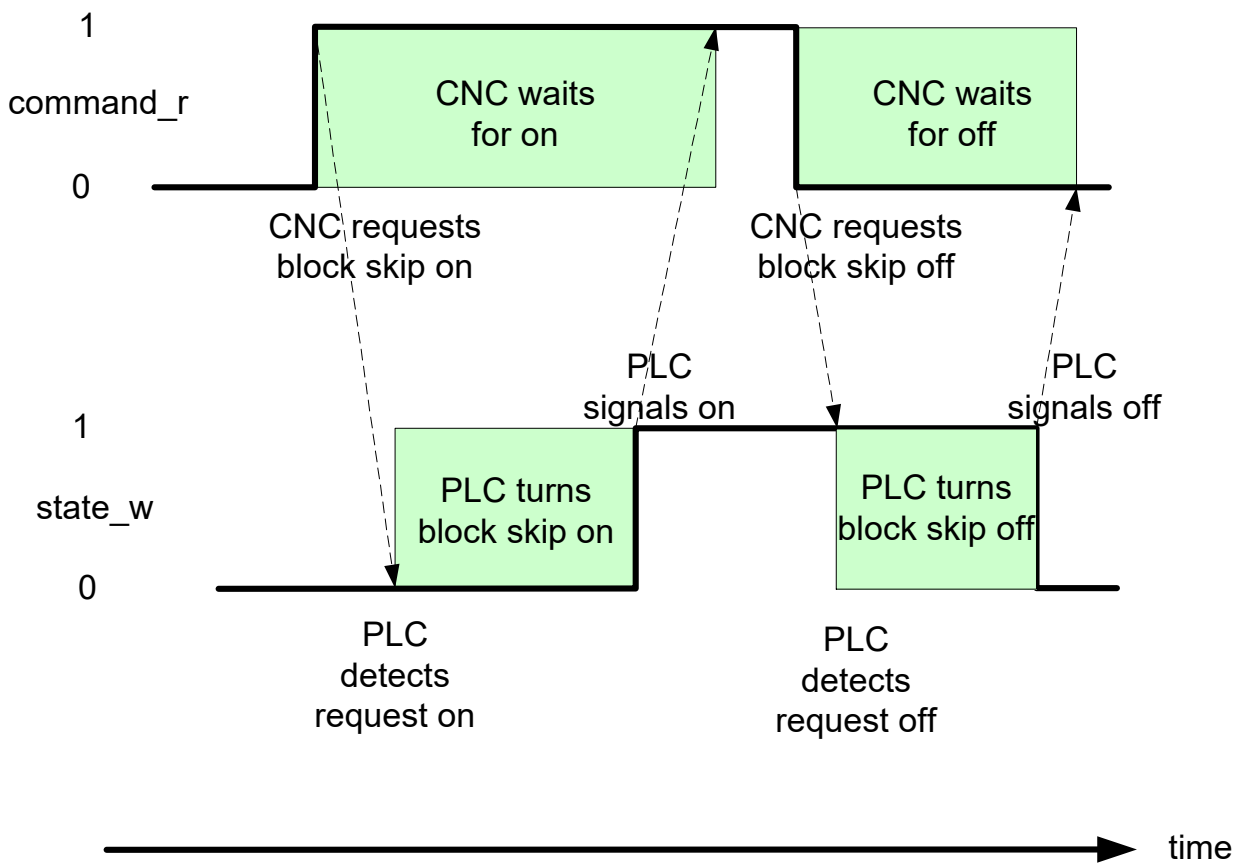 1
command_r
0
CNC waits
for on
CNC waits
for off
CNC requests
block skip on
CNC requests
block skip off
PLC
signals on
PLC
signals off
1
state_w
0
PLC turns
block skip on
PLC turns
block skip off
PLC
detects
request on
PLC
detects
request off
time